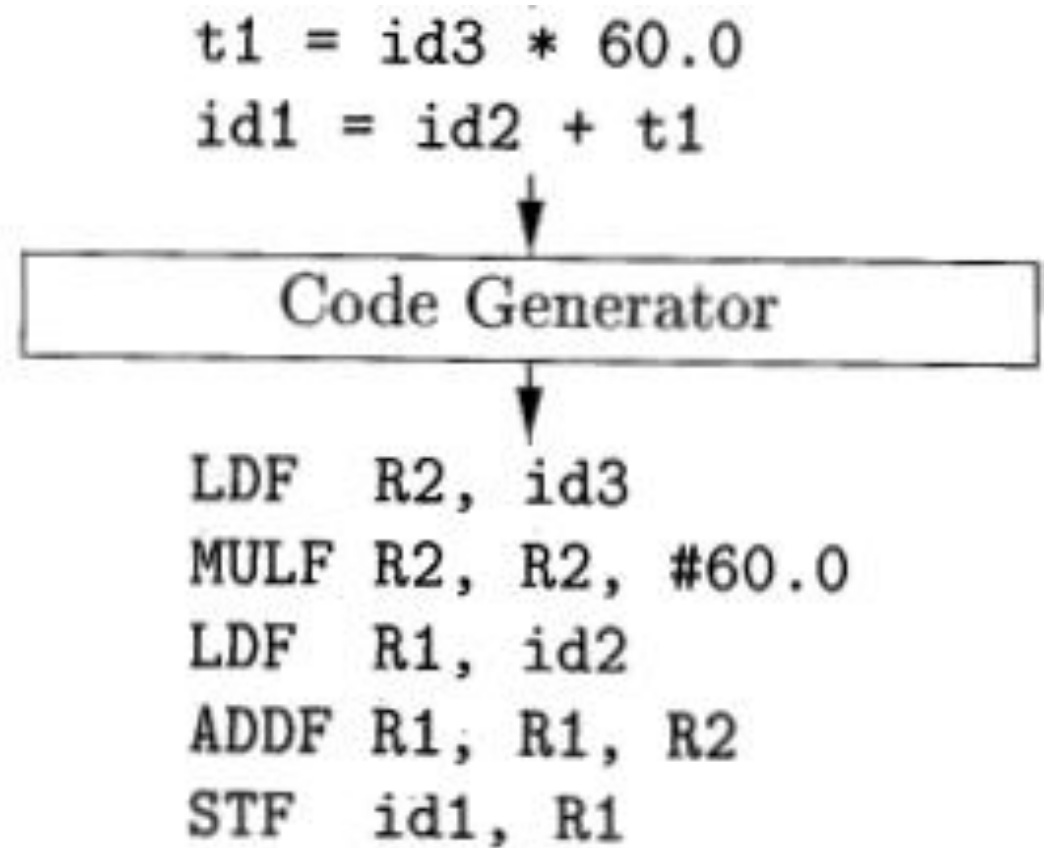 t1 = id3 * 60.0
id1 = id2 + t1
Code Generator
LDF R2, id3
MULF R2, R2, #60.0
LDF R1, id2
ADDF R1, R1, R2
STF id1, R1